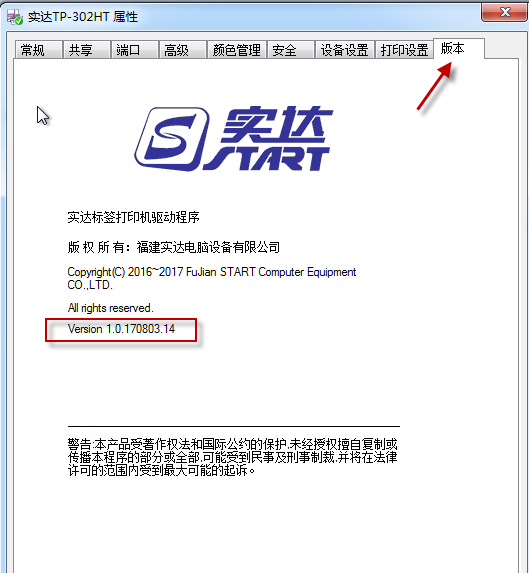 实达TP-302HT 属性
常规 共享 端口 高级 颜色管理 安全 设备设置 打印设置 版本
S 实达
START
实达标签打印机驱动程序
版 权 所 有：福建实达电脑设备有限公司
Copyright(C) 2016~2017 FuJian START Computer Equipment
CO.,LTD.
All rights reserved.
Version 1.0.170803.14
警告:本产品受著作权法和国际公约的保护,未经授权擅自复制或
传播本程序的部分或全部,可能受到民事及刑事制裁,并将在法律
许可的范围内受到最大可能的起诉。